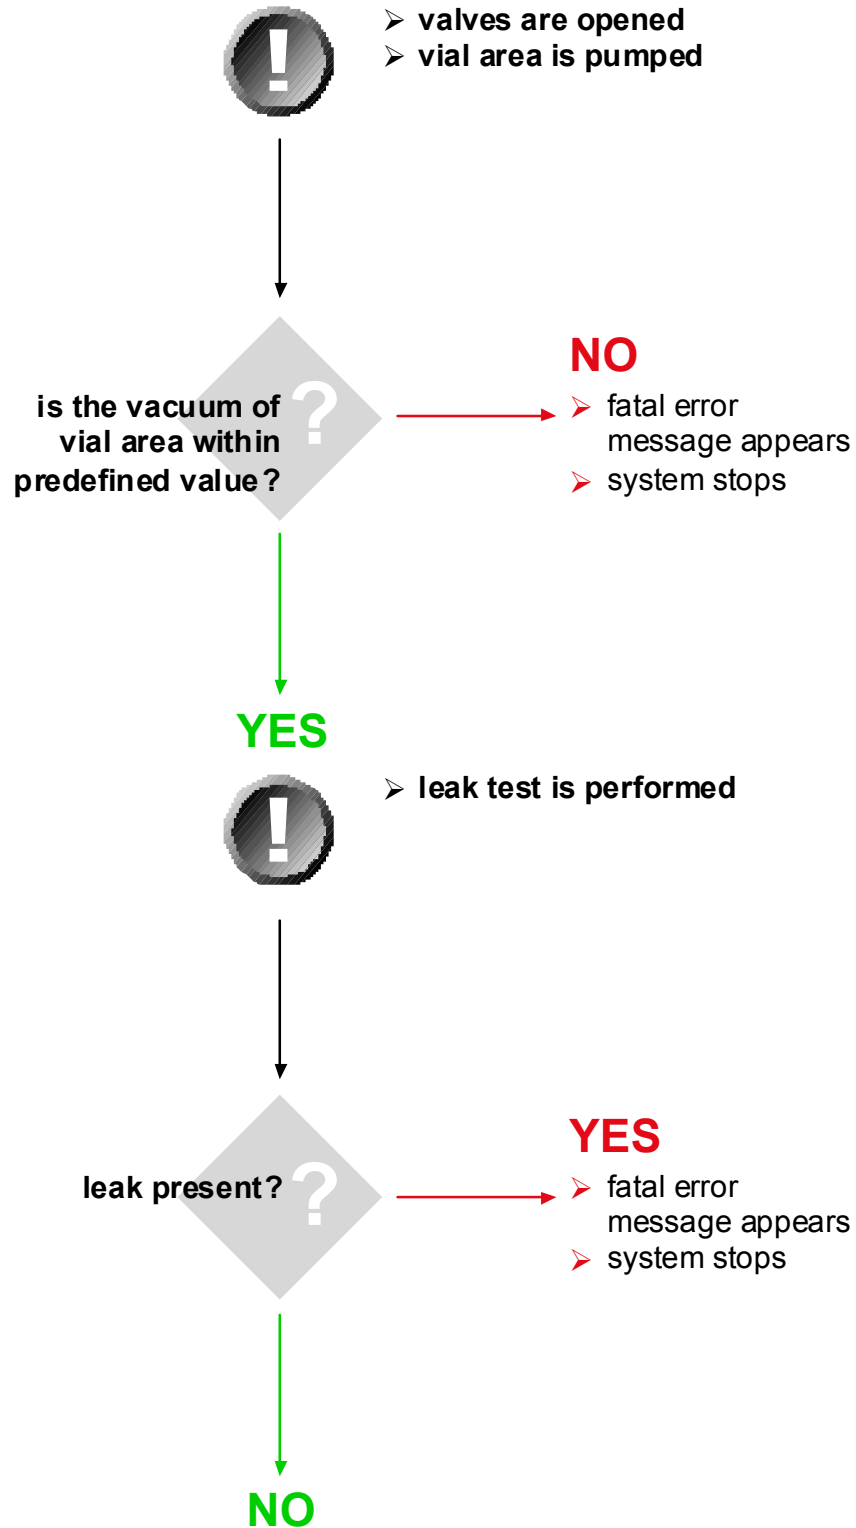 !
➢ valves are opened
➢ vial area is pumped
is the vacuum of
vial area within
predefined value?
?
NO
➢ fatal error
message appears
➢ system stops
YES
!
➢ leak test is performed
leak present?
?
YES
➢ fatal error
message appears
➢ system stops
NO